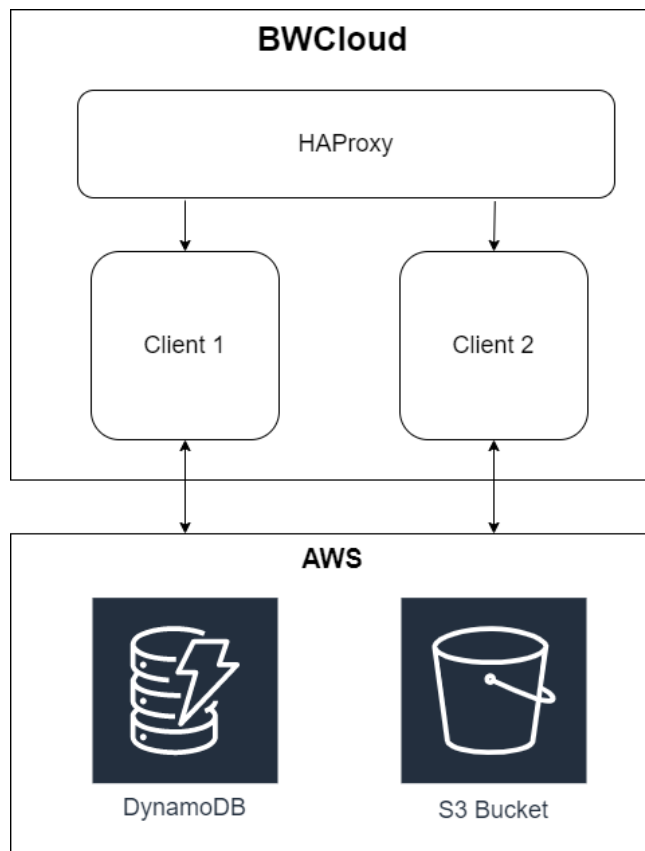 BWCloud
HAProxy
Client 1
Client 2
AWS
DynamoDB
S3 Bucket